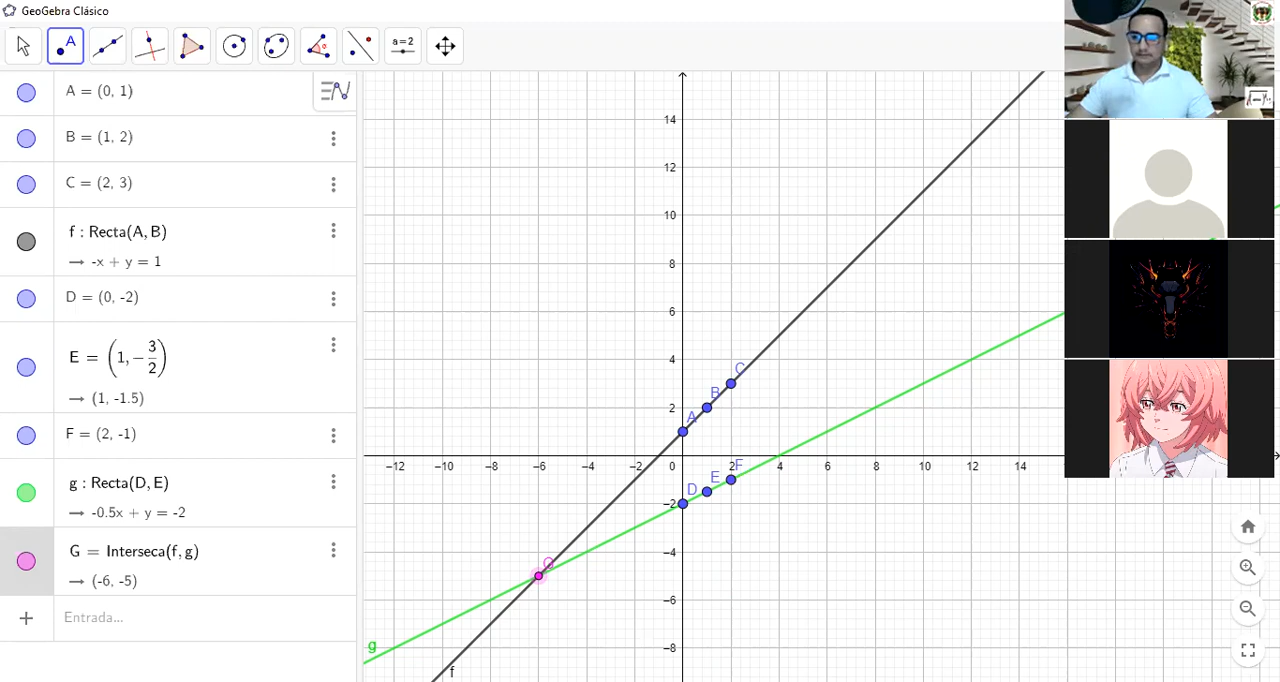 GeoGebra Clásico
A
a=2
A = (0, 1)
B = (1, 2)
C = (2, 3)
f : Recta(A, B)
→ -x + y = 1
D = (0, -2)
E = (1, -3/2)
→ (1, -1.5)
F = (2, -1)
g : Recta(D, E)
→ -0.5x + y = -2
G = Interseca(f, g)
→ (-6, -5)
+ Entrada...
14
12
10
8
6
4
2
−12 −10 −8 −6 −4 −2 0 2 4 6 8 10 12 14
−2
−4
−6
−8
A
B
C
D
E
F
G
g
f